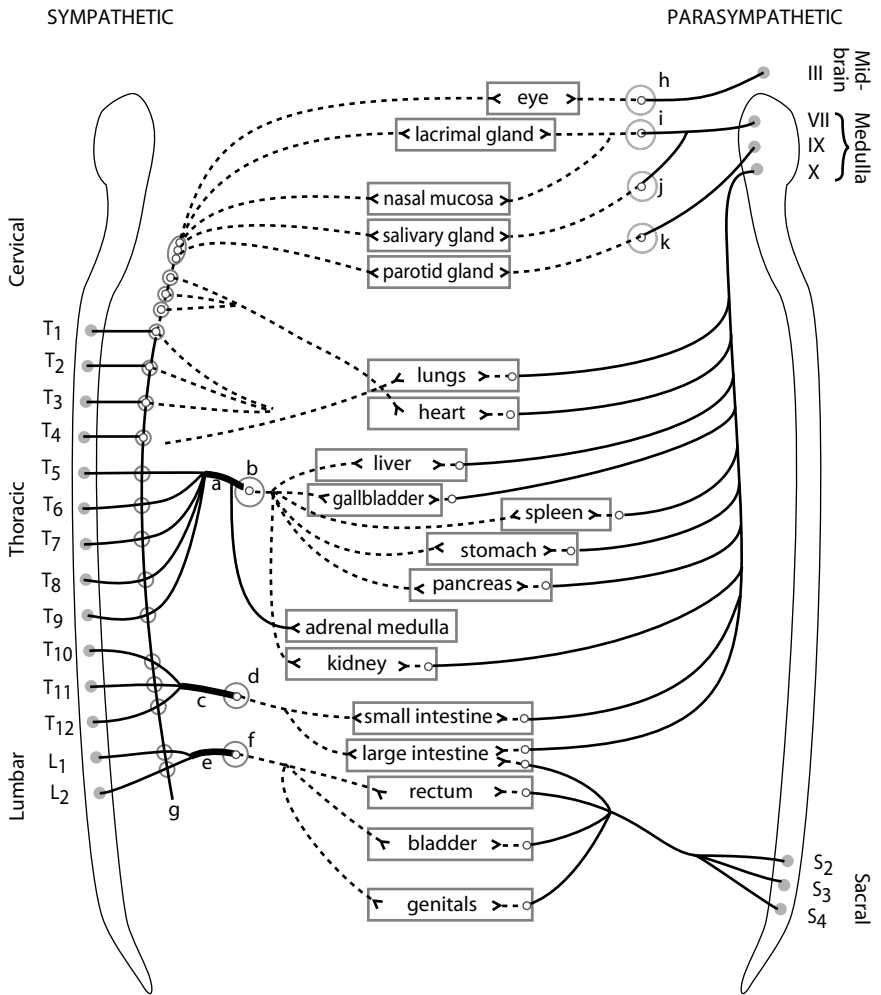 SYMPATHETIC
PARASYMPATHETIC
Mid-
brain
III
h
eye
i
lacrimal gland
VII
IX
X
Medulla
j
nasal mucosa
salivary gland
k
parotid gland
Cervical
T1
T2
T3
T4
lungs
heart
Thoracic
T5
T6
T7
T8
T9
T10
T11
T12
a
b
liver
gallbladder
spleen
stomach
pancreas
adrenal medulla
kidney
c
d
small intestine
large intestine
Lumbar
L1
L2
e
f
g
rectum
bladder
genitals
S2
S3
S4
Sacral